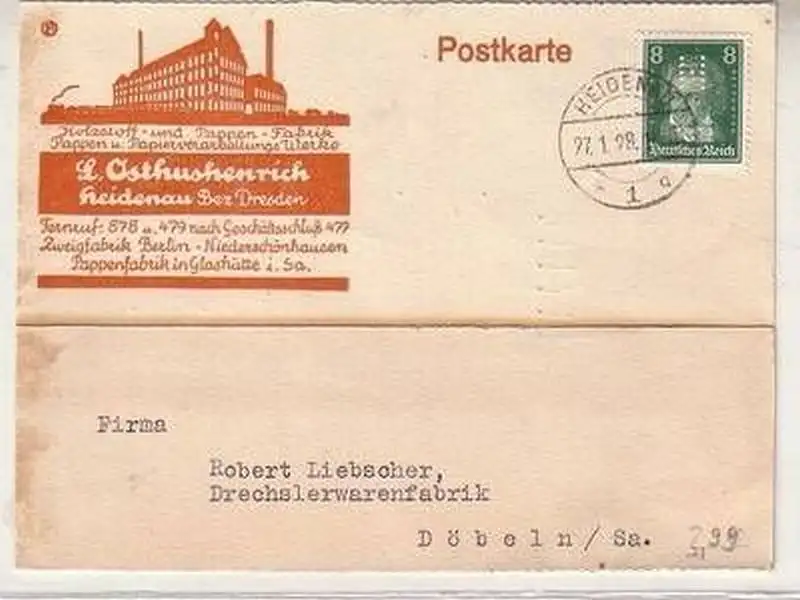 Postkarte
8 8
Deutsches Reich
HEIDENAU
27.1.28.
1 a
Holzstoff- und Pappen-Fabrik
Pappen u. Papierverarbeitungs Werke
L. Osthushenrich
Heidenau Bez Dresden
Fernruf: 878 u. 479 nach Geschäftsschluß 477
Zweigfabrik Berlin-Niederschönhausen
Pappenfabrik in Glashütte i. Sa.
Firma
Robert Liebscher,
Drechslerwarenfabrik
Döbeln/Sa.